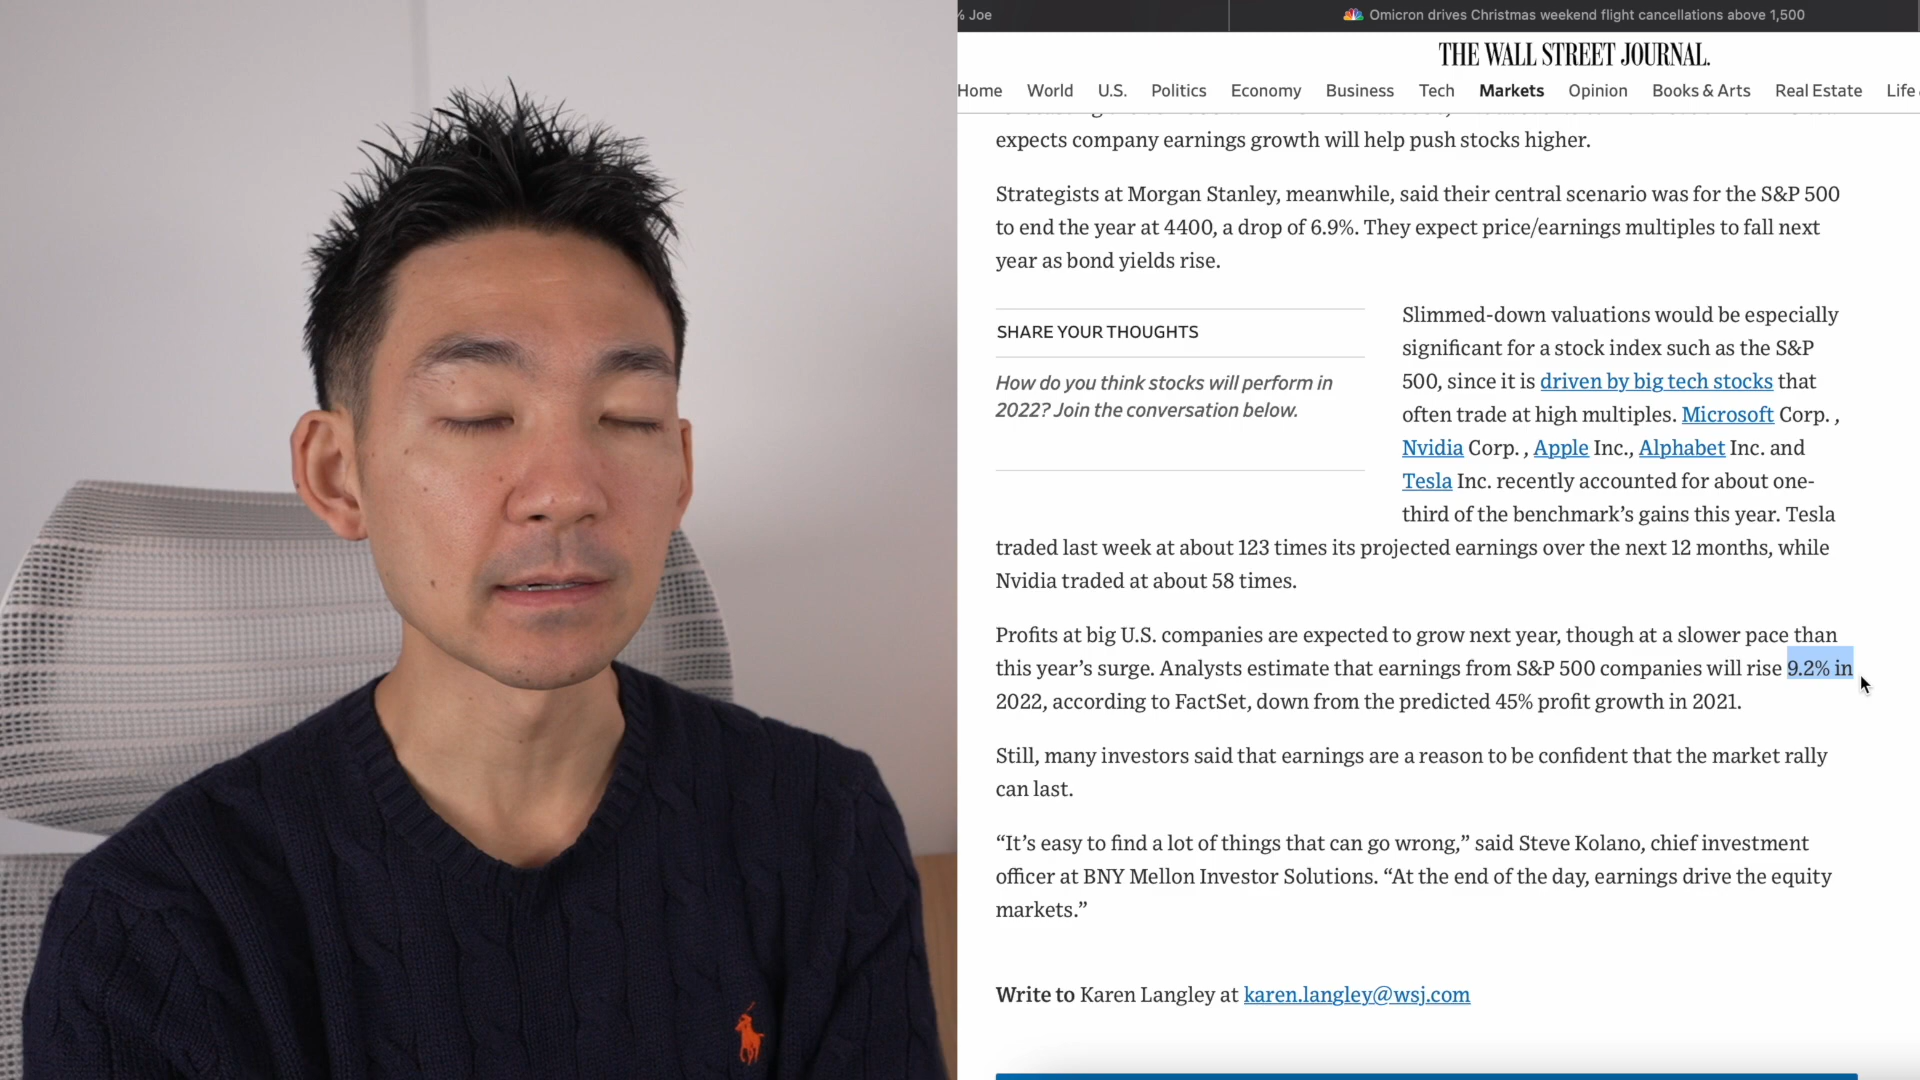 % Joe
Omicron drives Christmas weekend flight cancellations above 1,500
THE WALL STREET JOURNAL.
Home World U.S. Politics Economy Business Tech Markets Opinion Books & Arts Real Estate Life
expects company earnings growth will help push stocks higher.
Strategists at Morgan Stanley, meanwhile, said their central scenario was for the S&P 500
to end the year at 4400, a drop of 6.9%. They expect price/earnings multiples to fall next
year as bond yields rise.
SHARE YOUR THOUGHTS
How do you think stocks will perform in
2022? Join the conversation below.
Slimmed-down valuations would be especially
significant for a stock index such as the S&P
500, since it is driven by big tech stocks that
often trade at high multiples. Microsoft Corp. ,
Nvidia Corp. , Apple Inc., Alphabet Inc. and
Tesla Inc. recently accounted for about one-
third of the benchmark’s gains this year. Tesla
traded last week at about 123 times its projected earnings over the next 12 months, while
Nvidia traded at about 58 times.
Profits at big U.S. companies are expected to grow next year, though at a slower pace than
this year’s surge. Analysts estimate that earnings from S&P 500 companies will rise 9.2% in
2022, according to FactSet, down from the predicted 45% profit growth in 2021.
Still, many investors said that earnings are a reason to be confident that the market rally
can last.
“It’s easy to find a lot of things that can go wrong,” said Steve Kolano, chief investment
officer at BNY Mellon Investor Solutions. “At the end of the day, earnings drive the equity
markets.”
Write to Karen Langley at karen.langley@wsj.com